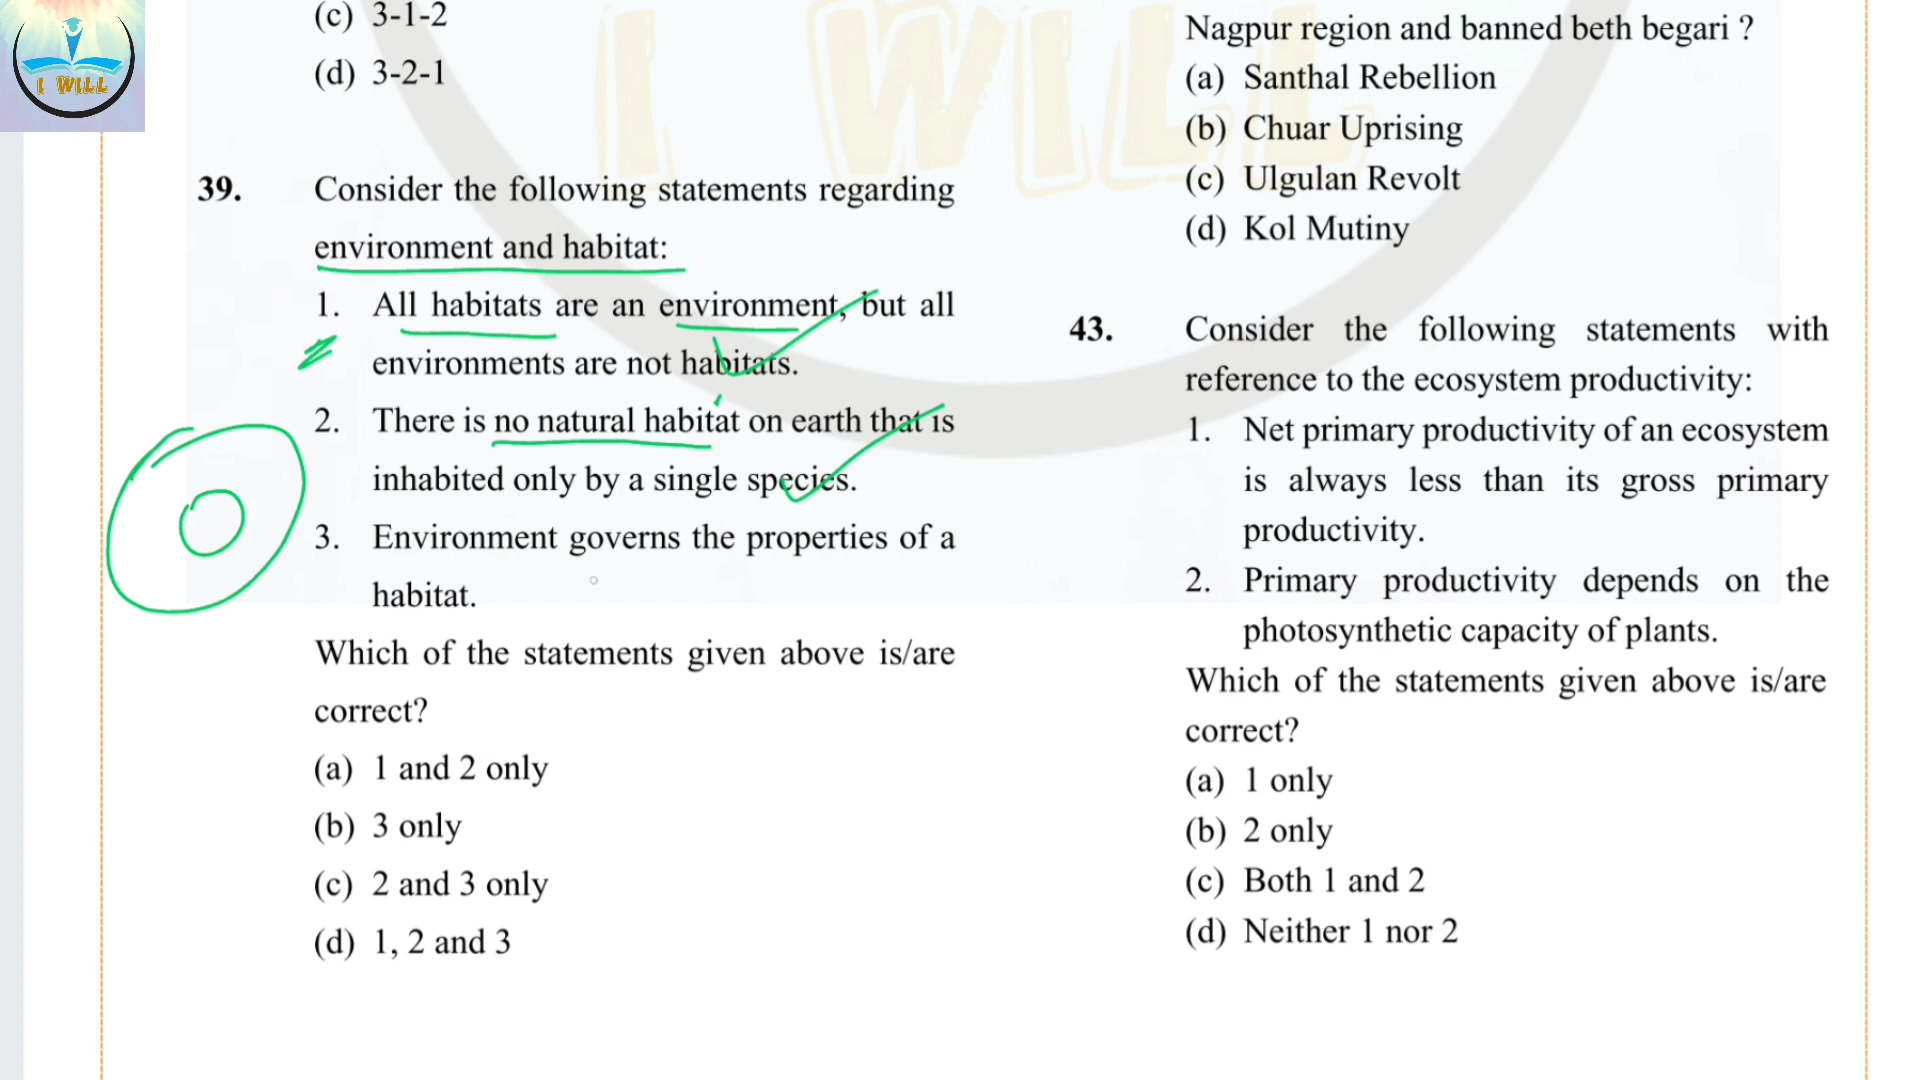 I WILL
(c) 3-1-2
(d) 3-2-1
39. Consider the following statements regarding
environment and habitat:
1. All habitats are an environment, but all
environments are not habitats.
2. There is no natural habitat on earth that is
inhabited only by a single species.
3. Environment governs the properties of a
habitat.
Which of the statements given above is/are
correct?
(a) 1 and 2 only
(b) 3 only
(c) 2 and 3 only
(d) 1, 2 and 3
Nagpur region and banned beth begari ?
(a) Santhal Rebellion
(b) Chuar Uprising
(c) Ulgulan Revolt
(d) Kol Mutiny
43. Consider the following statements with
reference to the ecosystem productivity:
1. Net primary productivity of an ecosystem
is always less than its gross primary
productivity.
2. Primary productivity depends on the
photosynthetic capacity of plants.
Which of the statements given above is/are
correct?
(a) 1 only
(b) 2 only
(c) Both 1 and 2
(d) Neither 1 nor 2
I WILL